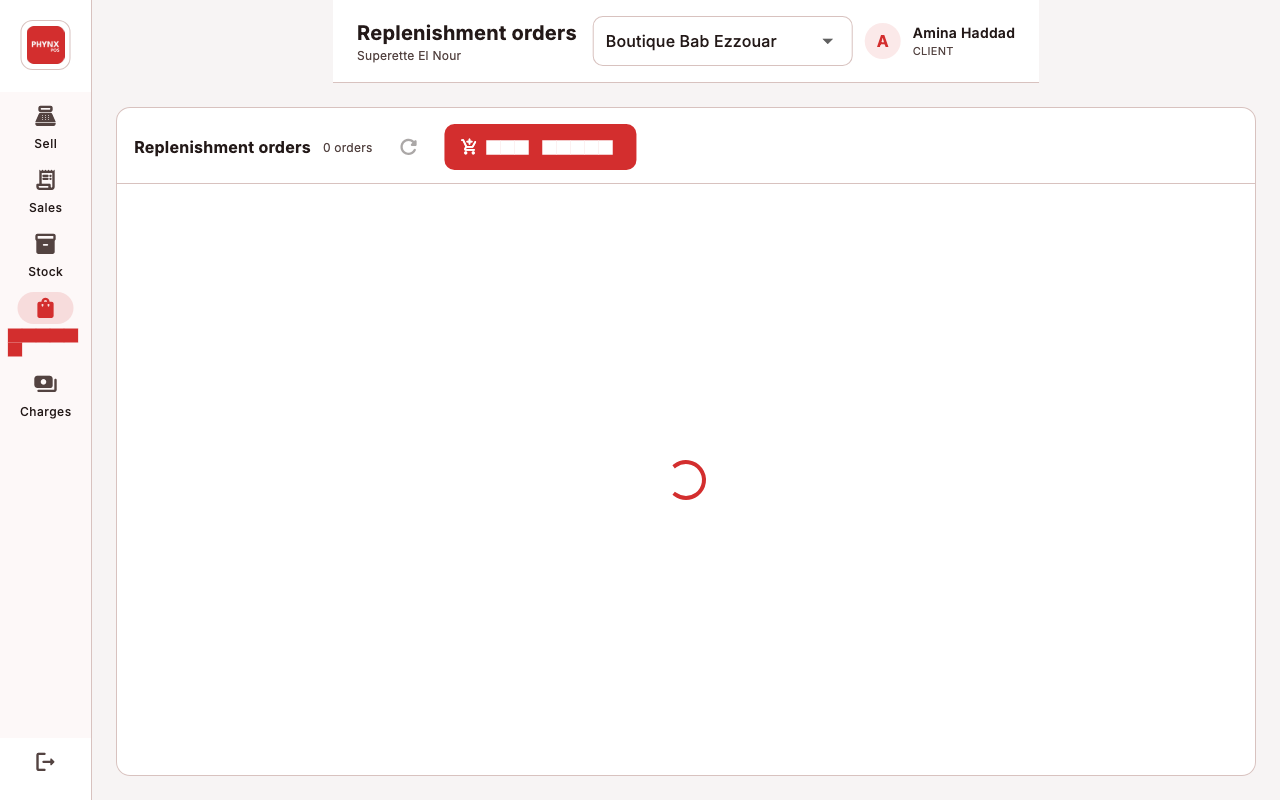 PHYNX
POS
Replenishment orders
Superette El Nour
Boutique Bab Ezzouar
A
Amina Haddad
CLIENT
Sell
Sales
Stock
Charges
Replenishment orders
0 orders